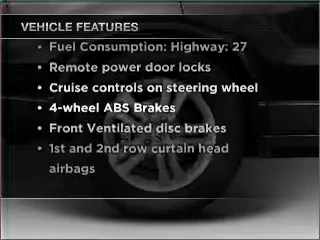 VEHICLE FEATURES
• Fuel Consumption: Highway: 27
• Remote power door locks
• Cruise controls on steering wheel
• 4-wheel ABS Brakes
• Front Ventilated disc brakes
• 1st and 2nd row curtain head
airbags